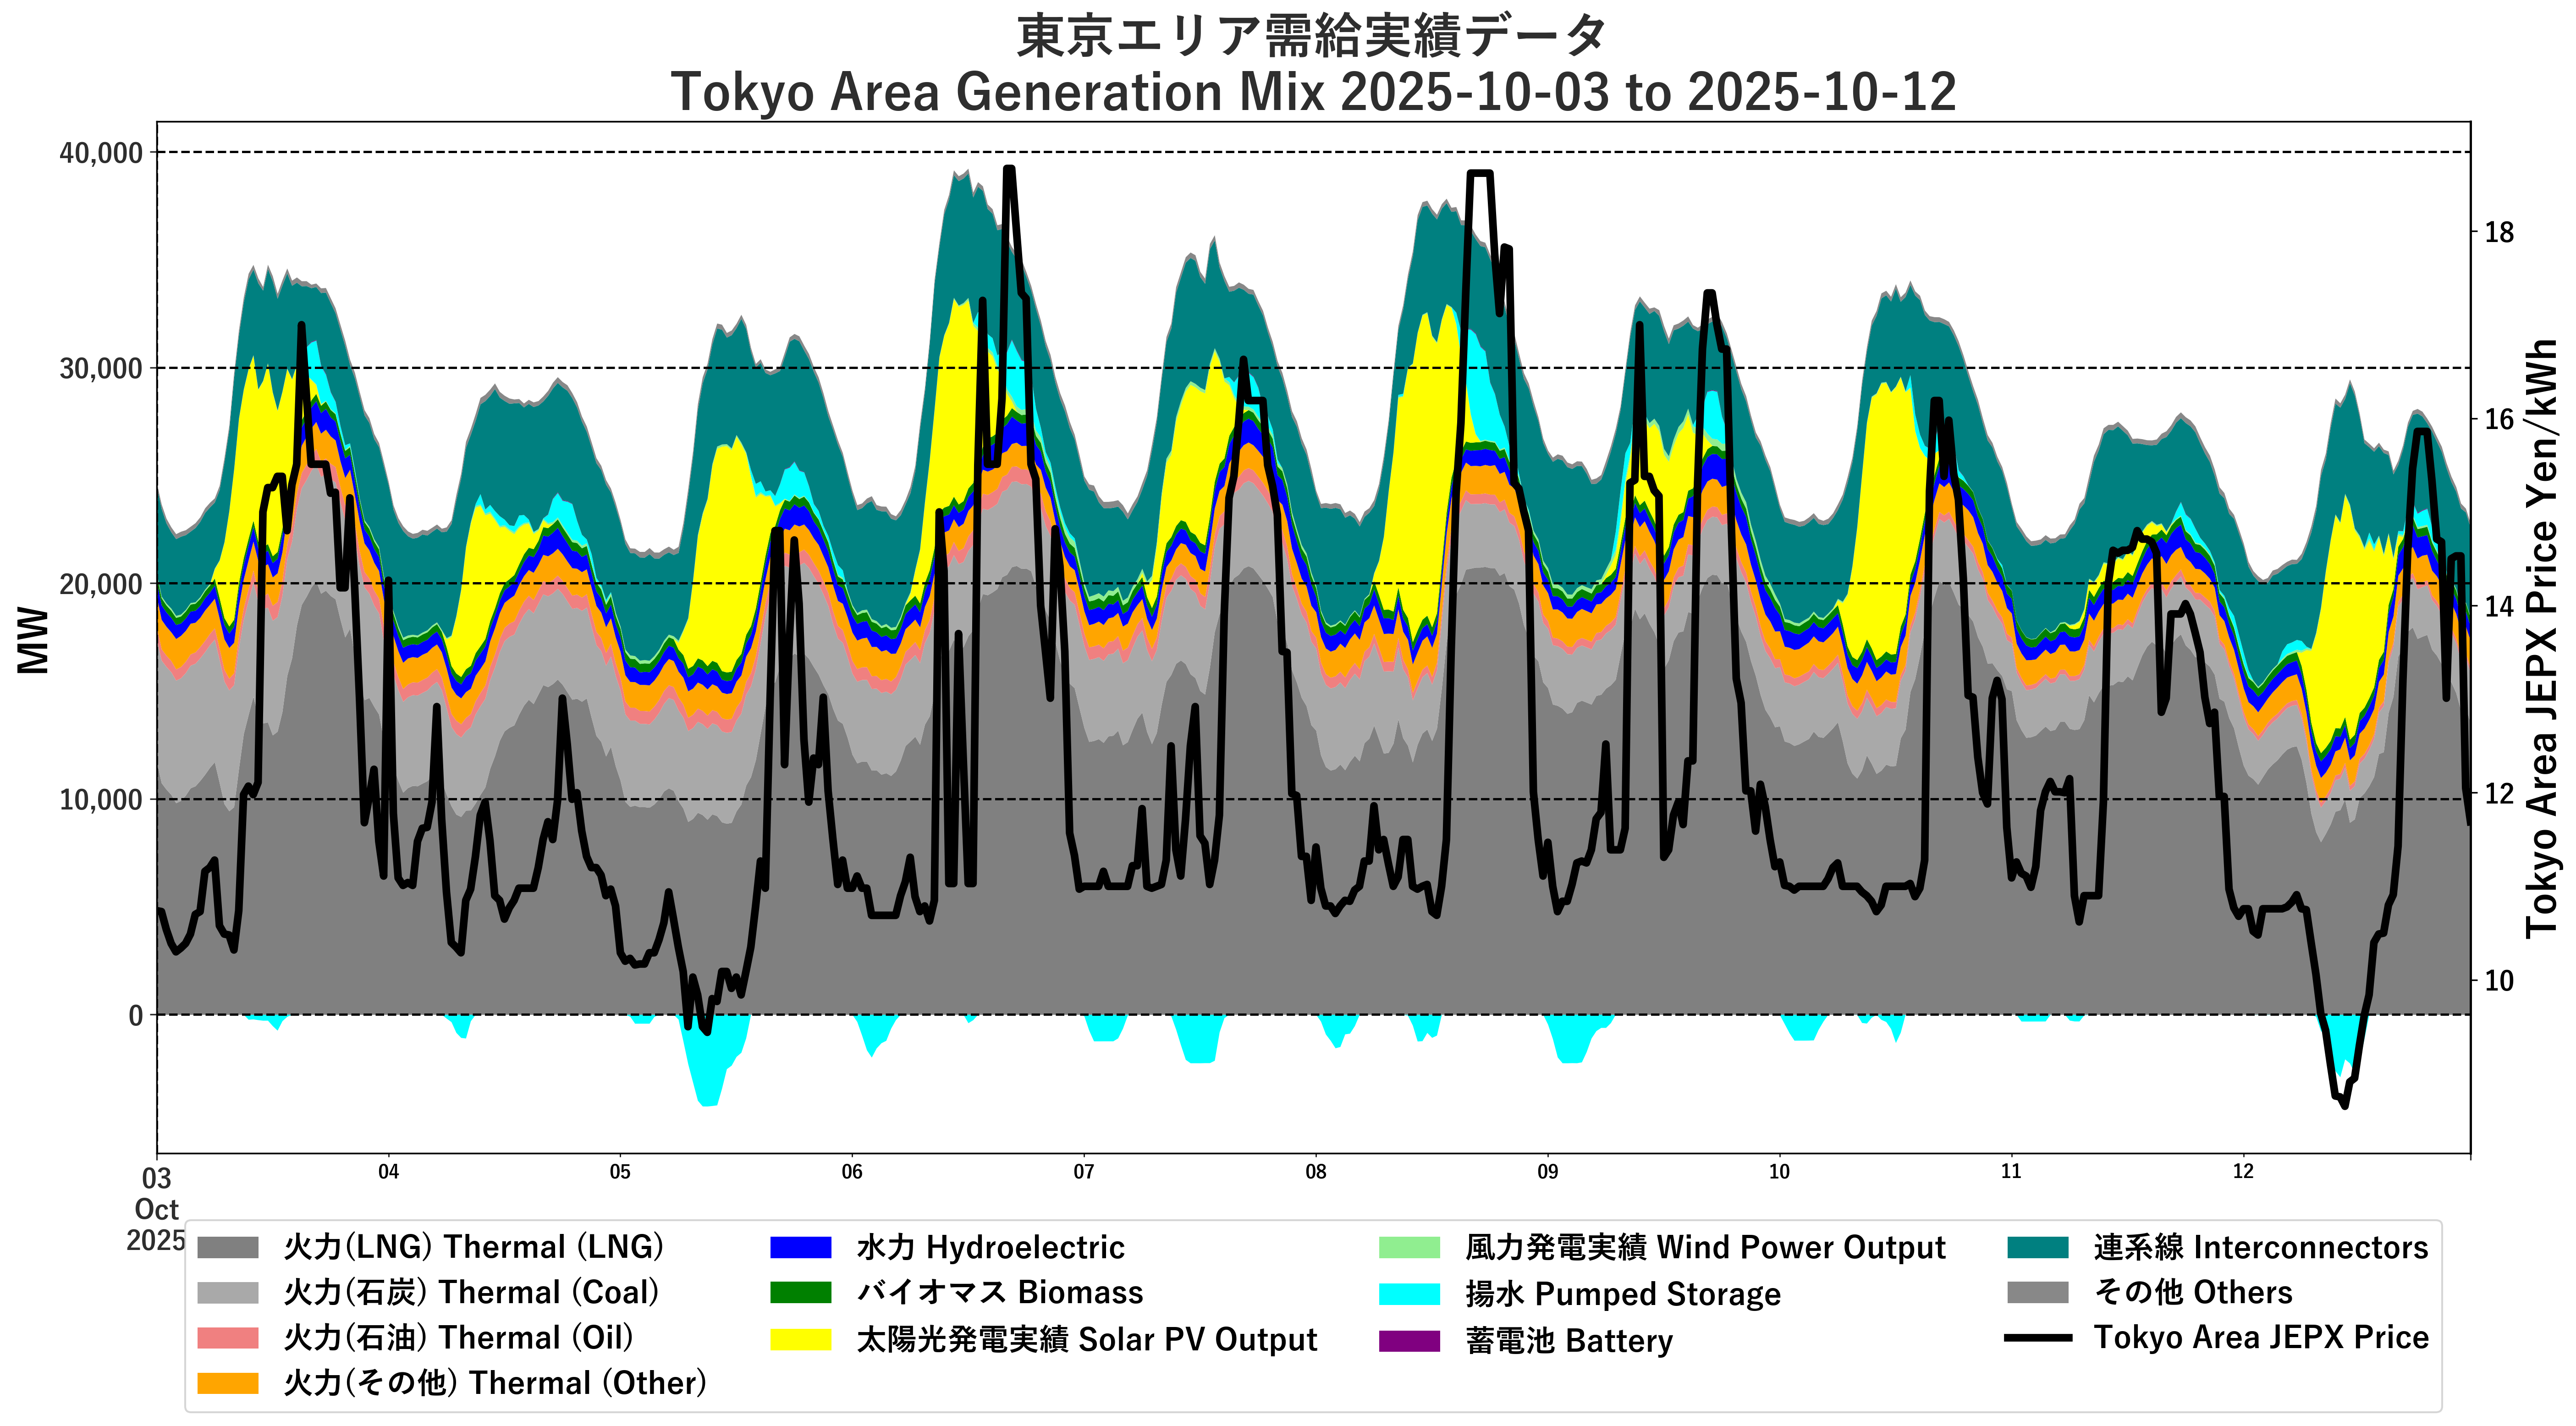 東京エリア需給実績データ
Tokyo Area Generation Mix 2025-10-03 to 2025-10-12
40,000
30,000
20,000
10,000
0
MW
18
16
14
12
10
Tokyo Area JEPX Price Yen/kWh
03 04 05 06 07 08 09 10 11 12
Oct
2025
火力(LNG) Thermal (LNG)
火力(石炭) Thermal (Coal)
火力(石油) Thermal (Oil)
火力(その他) Thermal (Other)
水力 Hydroelectric
バイオマス Biomass
太陽光発電実績 Solar PV Output
風力発電実績 Wind Power Output
揚水 Pumped Storage
蓄電池 Battery
連系線 Interconnectors
その他 Others
Tokyo Area JEPX Price